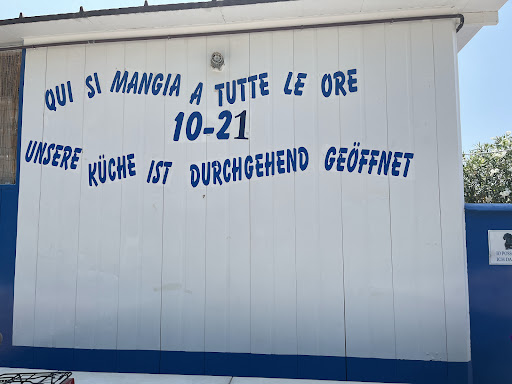 QUI SI MANGIA A TUTTE LE ORE
10-21
UNSERE KÜCHE IST DURCHGEHEND GEÖFFNET